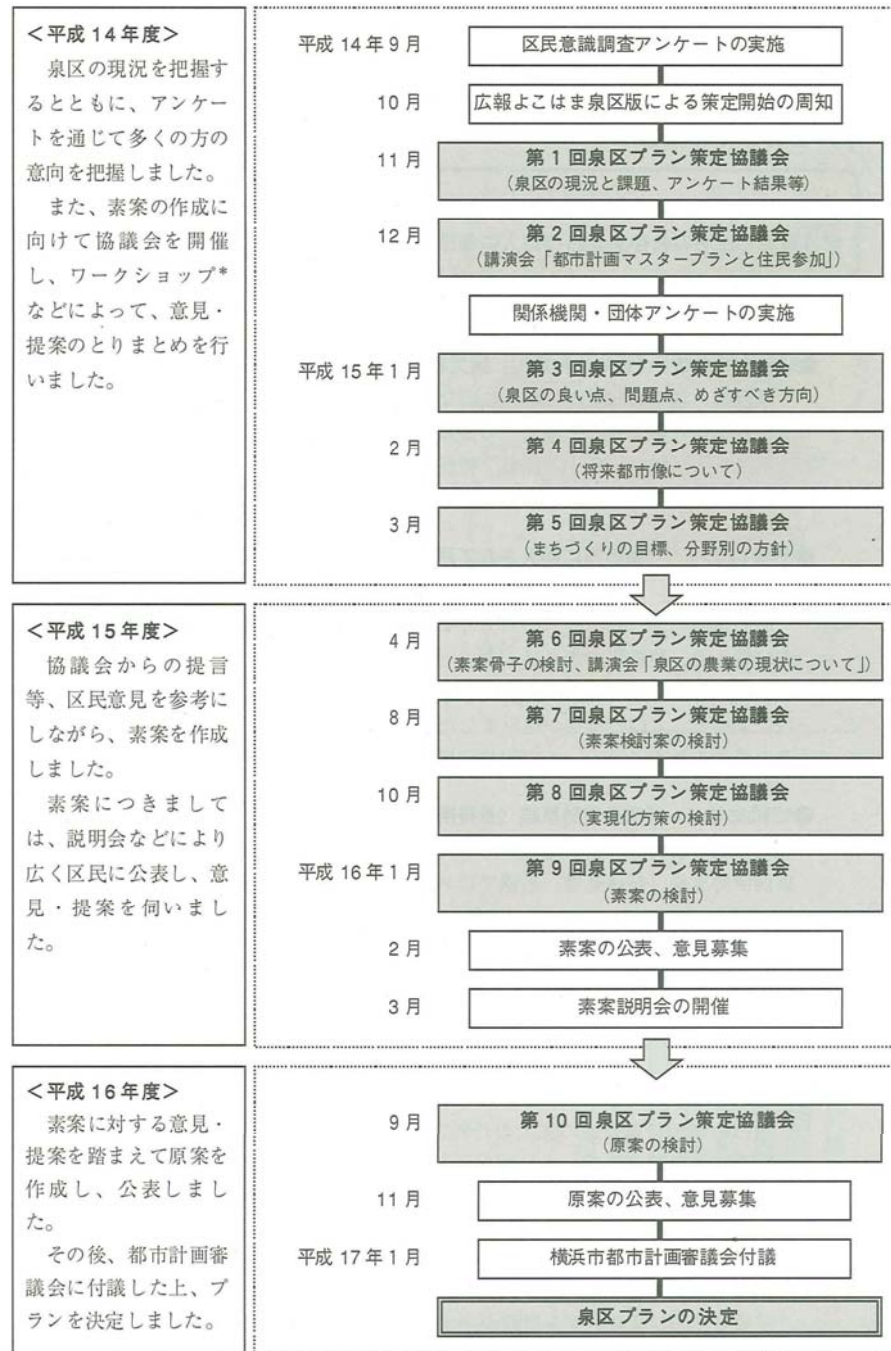 <平成14年度>
泉区の現況を把握す
るとともに、アンケー
トを通じて多くの方の
意向を把握しました。
また、素案の作成に
向けて協議会を開催
し、ワークショップ*
などによって、意見・
提案のとりまとめを行
いました。
平成14年9月 区民意識調査アンケートの実施
10月 広報よこはま泉区版による策定開始の周知
11月 第1回泉区プラン策定協議会
(泉区の現況と課題、アンケート結果等)
12月 第2回泉区プラン策定協議会
(講演会「都市計画マスタープランと住民参加」)
関係機関・団体アンケートの実施
平成15年1月 第3回泉区プラン策定協議会
(泉区の良い点、問題点、めざすべき方向)
2月 第4回泉区プラン策定協議会
(将来都市像について)
3月 第5回泉区プラン策定協議会
(まちづくりの目標、分野別の方針)
<平成15年度>
協議会からの提言
等、区民意見を参考に
しながら、素案を作成
しました。
素案につきまして
は、説明会などにより
広く区民に公表し、意
見・提案を伺いまし
た。
4月 第6回泉区プラン策定協議会
(素案骨子の検討、講演会「泉区の農業の現状について」)
8月 第7回泉区プラン策定協議会
(素案検討案の検討)
10月 第8回泉区プラン策定協議会
(実現化方策の検討)
平成16年1月 第9回泉区プラン策定協議会
(素案の検討)
2月 素案の公表、意見募集
3月 素案説明会の開催
<平成16年度>
素案に対する意見・
提案を踏まえて原案を
作成し、公表しまし
た。
その後、都市計画審
議会に付議した上、プ
ランを決定しました。
9月 第10回泉区プラン策定協議会
(原案の検討)
11月 原案の公表、意見募集
平成17年1月 横浜市都市計画審議会付議
泉区プランの決定